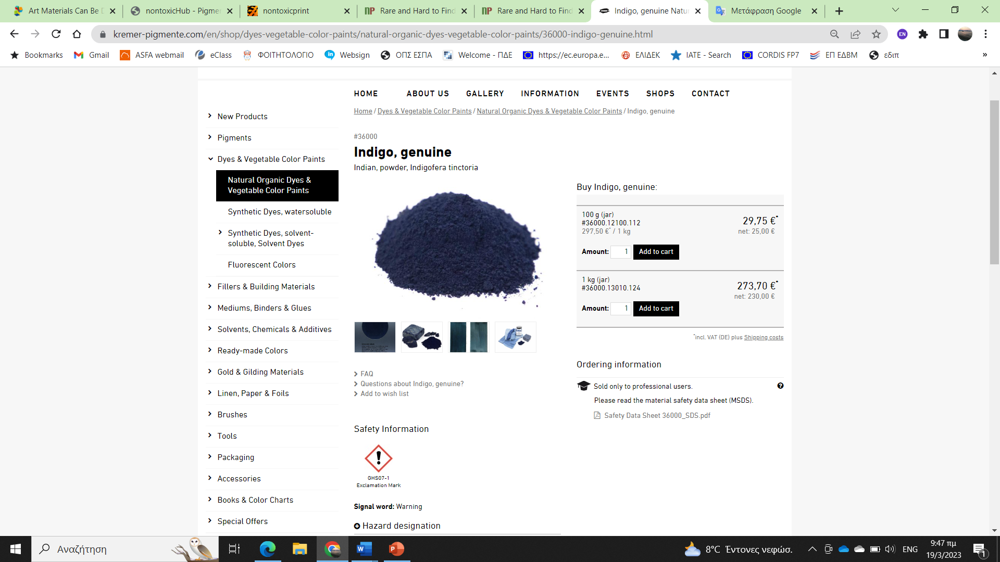 Art Materials Can Be D
nontoxicHub - Pigme
nontoxicprint
Rare and Hard to Find
Rare and Hard to Find
Indigo, genuine Natu
Μετάφραση Google
kremer-pigmente.com/en/shop/dyes-vegetable-color-paints/natural-organic-dyes-vegetable-color-paints/36000-indigo-genuine.html
EN
Bookmarks
Gmail
ASFA webmail
eClass
ΦΟΙΤΗΤΟΛΟΓΙΟ
Websign
ΟΠΣ ΕΣΠΑ
Welcome - ΠΔΕ
https://ec.europa.e...
ΕΛΙΔΕΚ
IATE - Search
CORDIS FP7
ΕΠ ΕΔΒΜ
εδιπ
»
HOME
ABOUT US
GALLERY
INFORMATION
EVENTS
SHOPS
CONTACT
Home / Dyes & Vegetable Color Paints / Natural Organic Dyes & Vegetable Color Paints / Indigo, genuine
New Products
Pigments
Dyes & Vegetable Color Paints
Natural Organic Dyes &
Vegetable Color Paints
Synthetic Dyes, watersoluble
Synthetic Dyes, solvent-
soluble, Solvent Dyes
Fluorescent Colors
Fillers & Building Materials
Mediums, Binders & Glues
Solvents, Chemicals & Additives
Ready-made Colors
Gold & Gilding Materials
Linen, Paper & Foils
Brushes
Tools
Packaging
Accessories
Books & Color Charts
Special Offers
#36000
Indigo, genuine
Indian, powder, Indigofera tinctoria
FAQ
Questions about Indigo, genuine?
Add to wish list
Safety Information
GHS07-1
Exclamation Mark
Signal word: Warning
Hazard designation
Buy Indigo, genuine:
100 g (jar)
#36000.12100.112
297,50 €* / 1 kg
29,75 €*
net: 25,00 €
Amount: 1 Add to cart
1 kg (jar)
#36000.13010.124
273,70 €*
net: 230,00 €
Amount: 1 Add to cart
*incl. VAT (DE) plus Shipping costs
Ordering information
Sold only to professional users.
Please read the material safety data sheet (MSDS).
Safety Data Sheet 36000_SDS.pdf
Αναζήτηση
8°C Έντονες νεφώσ.
ENG
9:47 πμ
19/3/2023
1